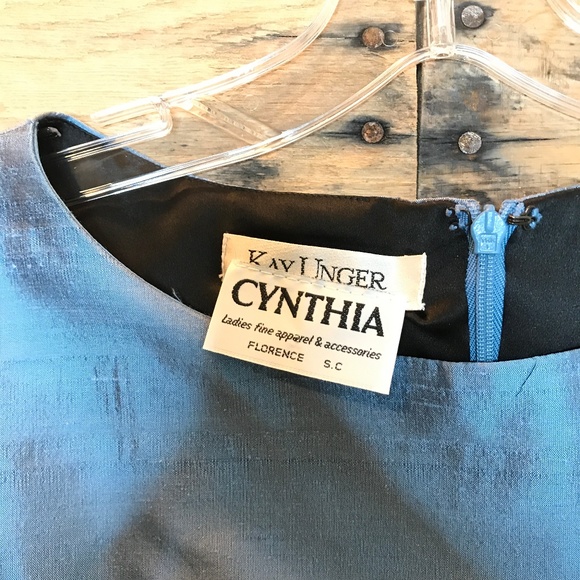 KAY UNGER
CYNTHIA
Ladies fine apparel & accessories
FLORENCE S.C